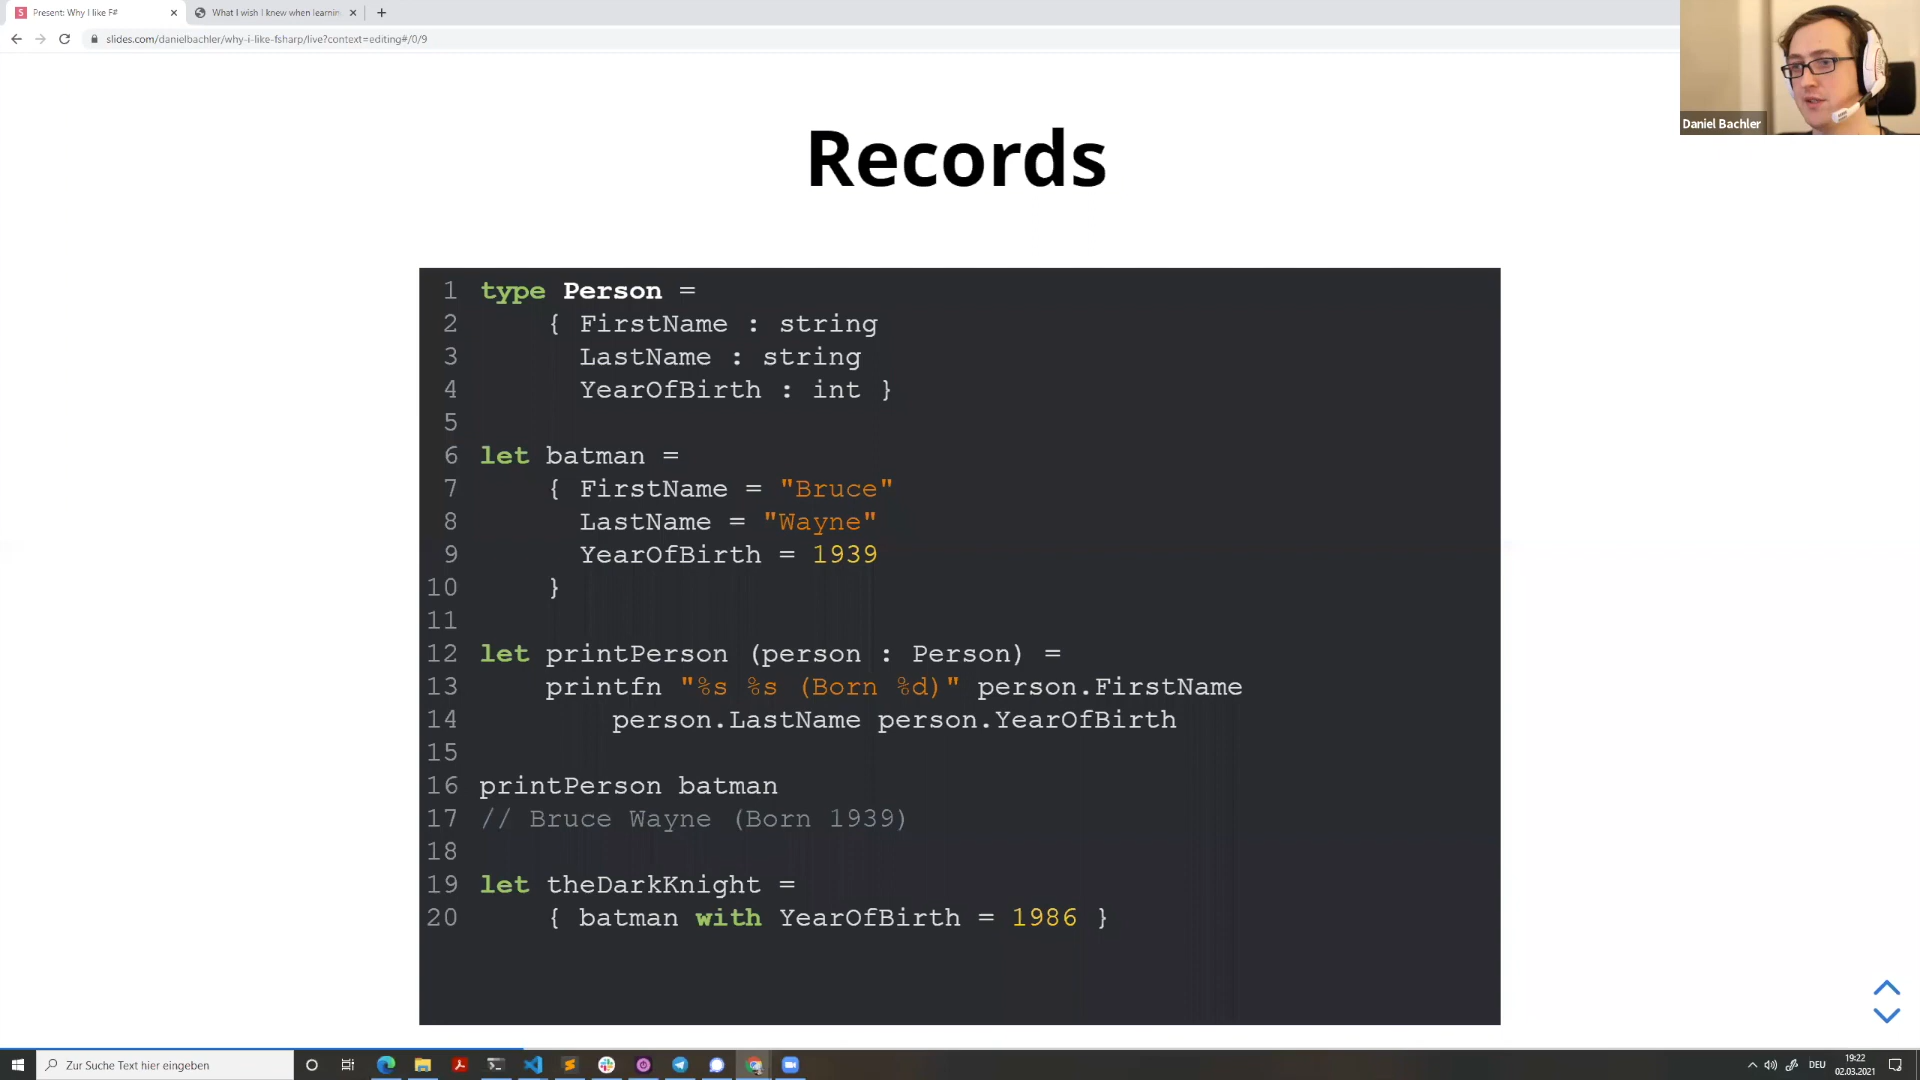 Present: Why I like F#
What I wish I knew when learnin
slides.com/danielbachler/why-i-like-fsharp/live?context=editing#/0/9
Daniel Bachler
Records
1 type Person =
2 { FirstName : string
3 LastName : string
4 YearOfBirth : int }
5
6 let batman =
7 { FirstName = "Bruce"
8 LastName = "Wayne"
9 YearOfBirth = 1939
10 }
11
12 let printPerson (person : Person) =
13 printfn "%s %s (Born %d)" person.FirstName
14 person.LastName person.YearOfBirth
15
16 printPerson batman
17 // Bruce Wayne (Born 1939)
18
19 let theDarkKnight =
20 { batman with YearOfBirth = 1986 }
Zur Suche Text hier eingeben
DEU
19:22
02.03.2021